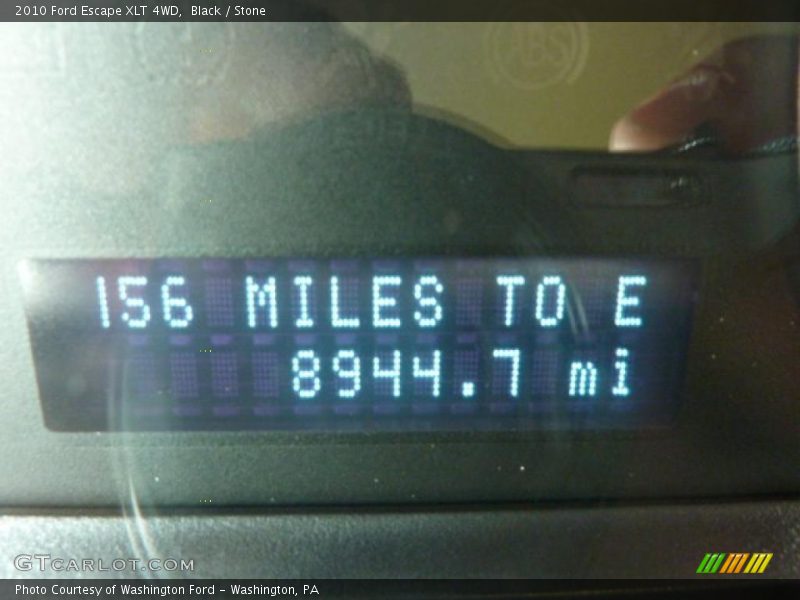 2010 Ford Escape XLT 4WD, Black / Stone
ABS
156 MILES TO E
8944.7 mi
GTCARLOT.COM
Photo Courtesy of Washington Ford - Washington, PA